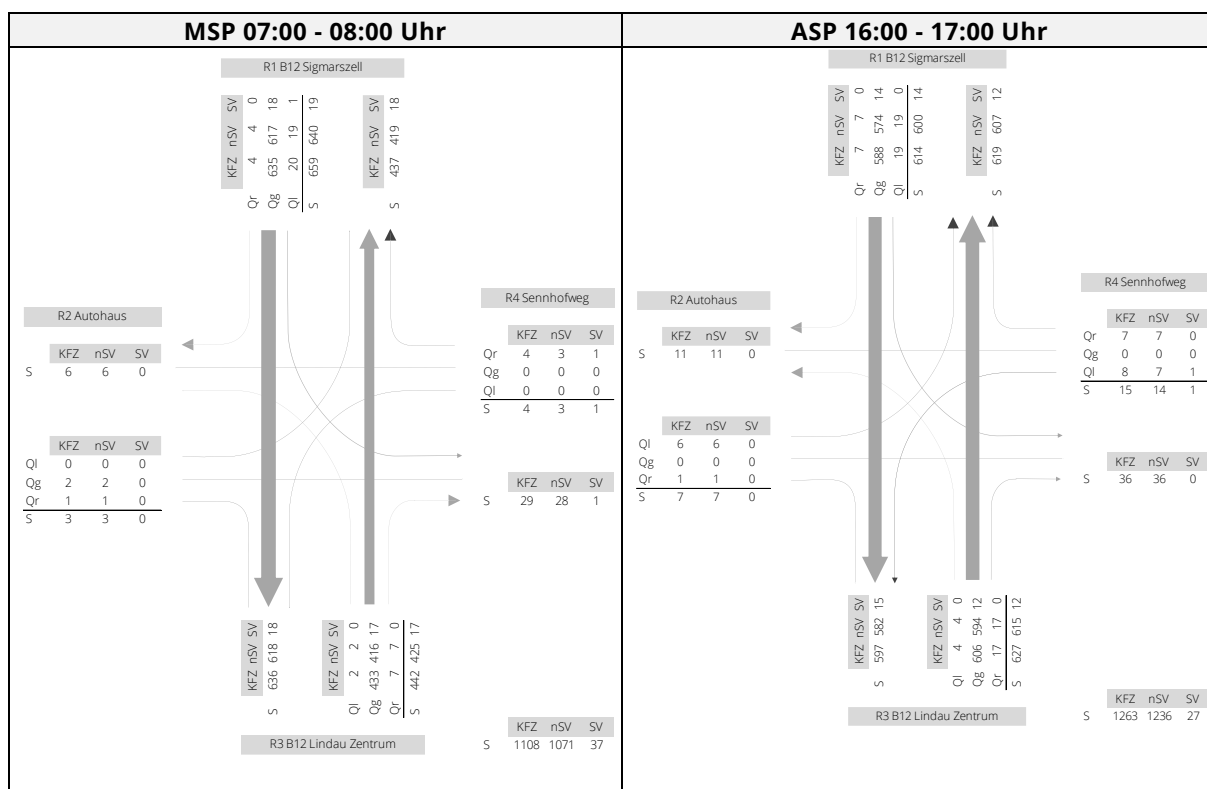 MSP 07:00 - 08:00 Uhr
R1 B12 Sigmarszell
KFZ nSV SV
Qr 4 4 0
Qg 635 617 18
Ql 20 19 1
S 659 640 19
KFZ nSV SV
S 437 419 18
R2 Autohaus
KFZ nSV SV
S 6 6 0
KFZ nSV SV
Ql 0 0 0
Qg 2 2 0
Qr 1 1 0
S 3 3 0
R4 Sennhofweg
KFZ nSV SV
Qr 4 3 1
Qg 0 0 0
Ql 0 0 0
S 4 3 1
KFZ nSV SV
S 29 28 1
KFZ nSV SV
S 636 618 18
KFZ nSV SV
Ql 2 2 0
Qg 433 416 17
Qr 7 7 0
S 442 425 17
R3 B12 Lindau Zentrum
KFZ nSV SV
S 1108 1071 37
ASP 16:00 - 17:00 Uhr
R1 B12 Sigmarszell
KFZ nSV SV
Qr 7 7 0
Qg 588 574 14
Ql 19 19 0
S 614 600 14
KFZ nSV SV
S 619 607 12
R2 Autohaus
KFZ nSV SV
S 11 11 0
KFZ nSV SV
Ql 6 6 0
Qg 0 0 0
Qr 1 1 0
S 7 7 0
R4 Sennhofweg
KFZ nSV SV
Qr 7 7 0
Qg 0 0 0
Ql 8 7 1
S 15 14 1
KFZ nSV SV
S 36 36 0
KFZ nSV SV
S 597 582 15
KFZ nSV SV
Ql 4 4 0
Qg 606 594 12
Qr 17 17 0
S 627 615 12
R3 B12 Lindau Zentrum
KFZ nSV SV
S 1263 1236 27